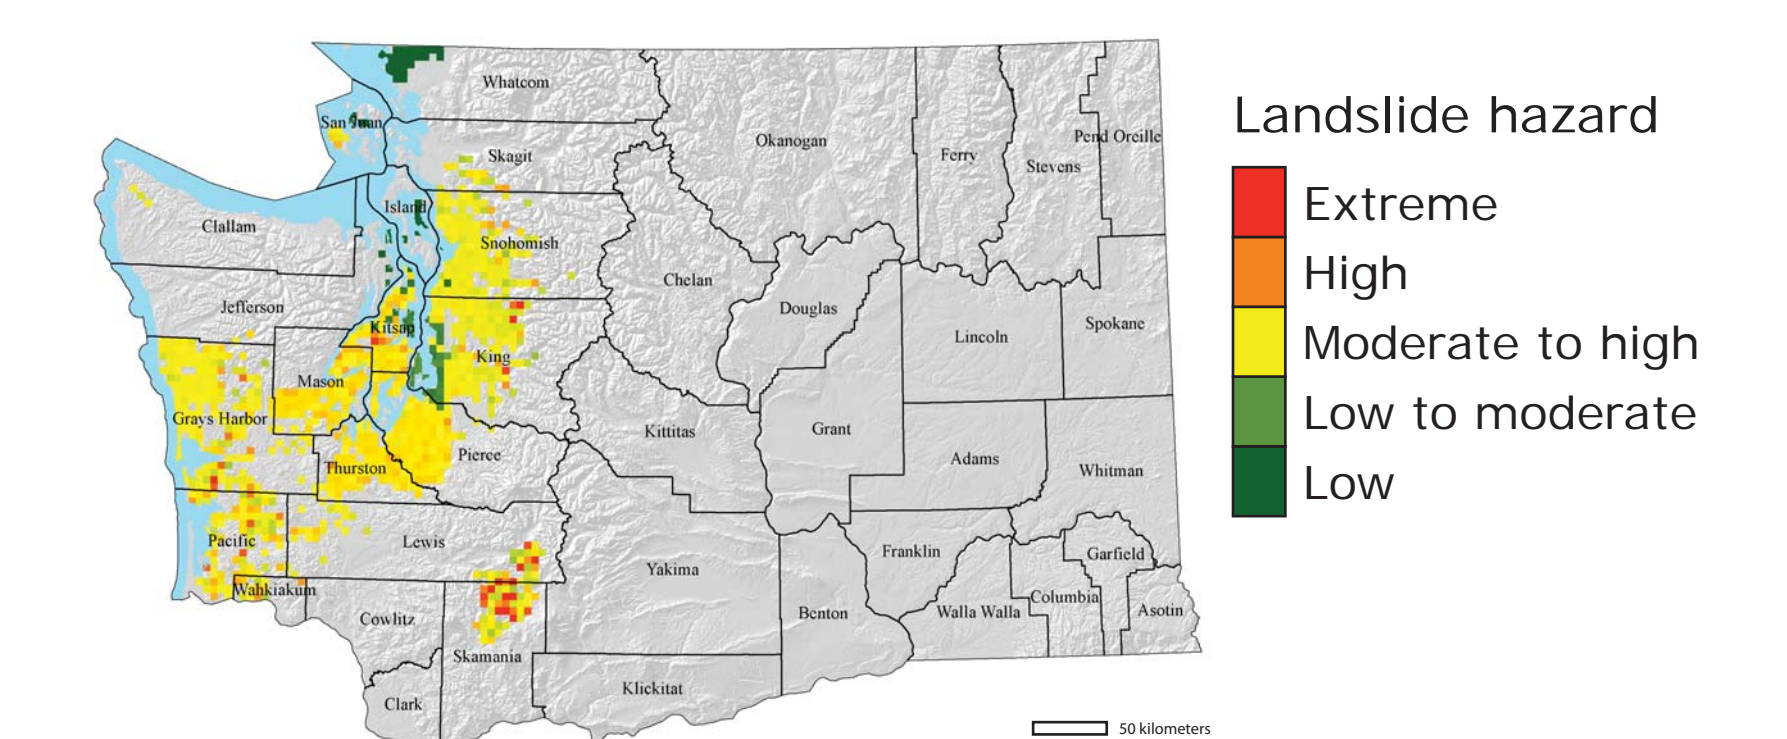 Whatcom
San Juan
Skagit
Okanogan
Ferry
Stevens
Pend Oreille
Clallam
Island
Snohomish
Chelan
Jefferson
Kitsap
King
Douglas
Lincoln
Spokane
Mason
Grays Harbor
Kittitas
Grant
Thurston
Pierce
Adams
Whitman
Pacific
Lewis
Yakima
Franklin
Garfield
Wahkiakum
Cowlitz
Benton
Walla Walla
Columbia
Asotin
Skamania
Clark
Klickitat
50 kilometers
Landslide hazard
Extreme
High
Moderate to high
Low to moderate
Low